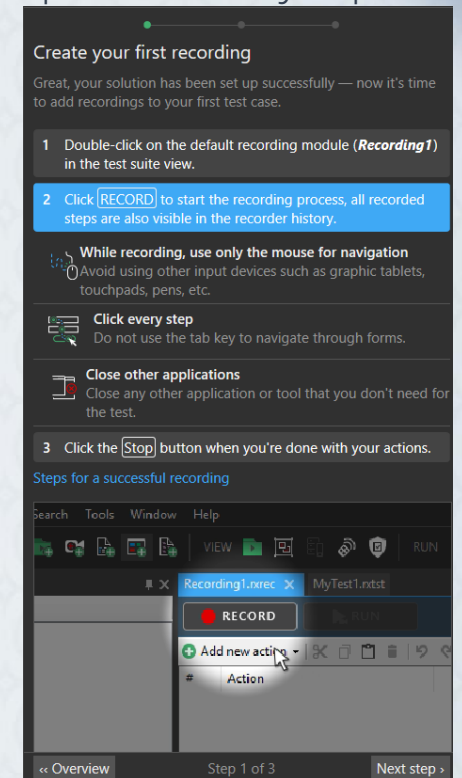 Create your first recording
Great, your solution has been set up successfully — now it's time
to add recordings to your first test case.
1 Double-click on the default recording module (Recording1)
in the test suite view.
2 Click RECORD to start the recording process, all recorded
steps are also visible in the recorder history.
While recording, use only the mouse for navigation
Avoid using other input devices such as graphic tablets,
touchpads, pens, etc.
Click every step
Do not use the tab key to navigate through forms.
Close other applications
Close any other application or tool that you don't need for
the test.
3 Click the Stop button when you're done with your actions.
Steps for a successful recording
Search Tools Window Help
VIEW RUN
Recording1.rxrec MyTest1.rxtst
RECORD RUN
Add new action
# Action
‹‹ Overview Step 1 of 3 Next step ›